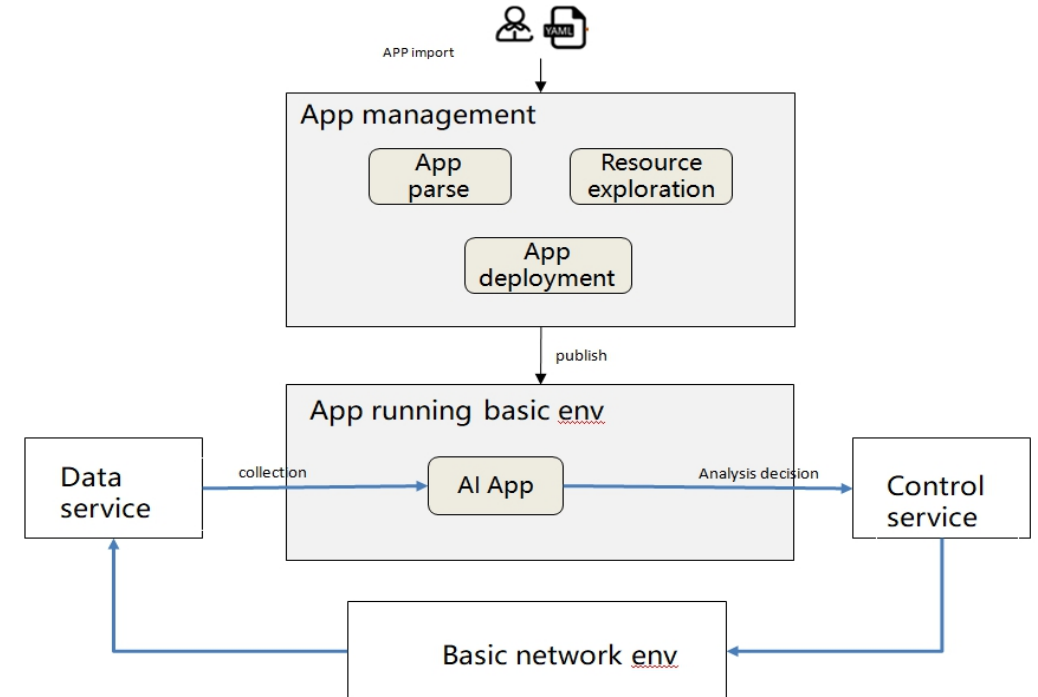 YAML
APP import
App management
App
parse
Resource
exploration
App
deployment
publish
App running basic env
Data
service
collection
AI App
Analysis decision
Control
service
Basic network env